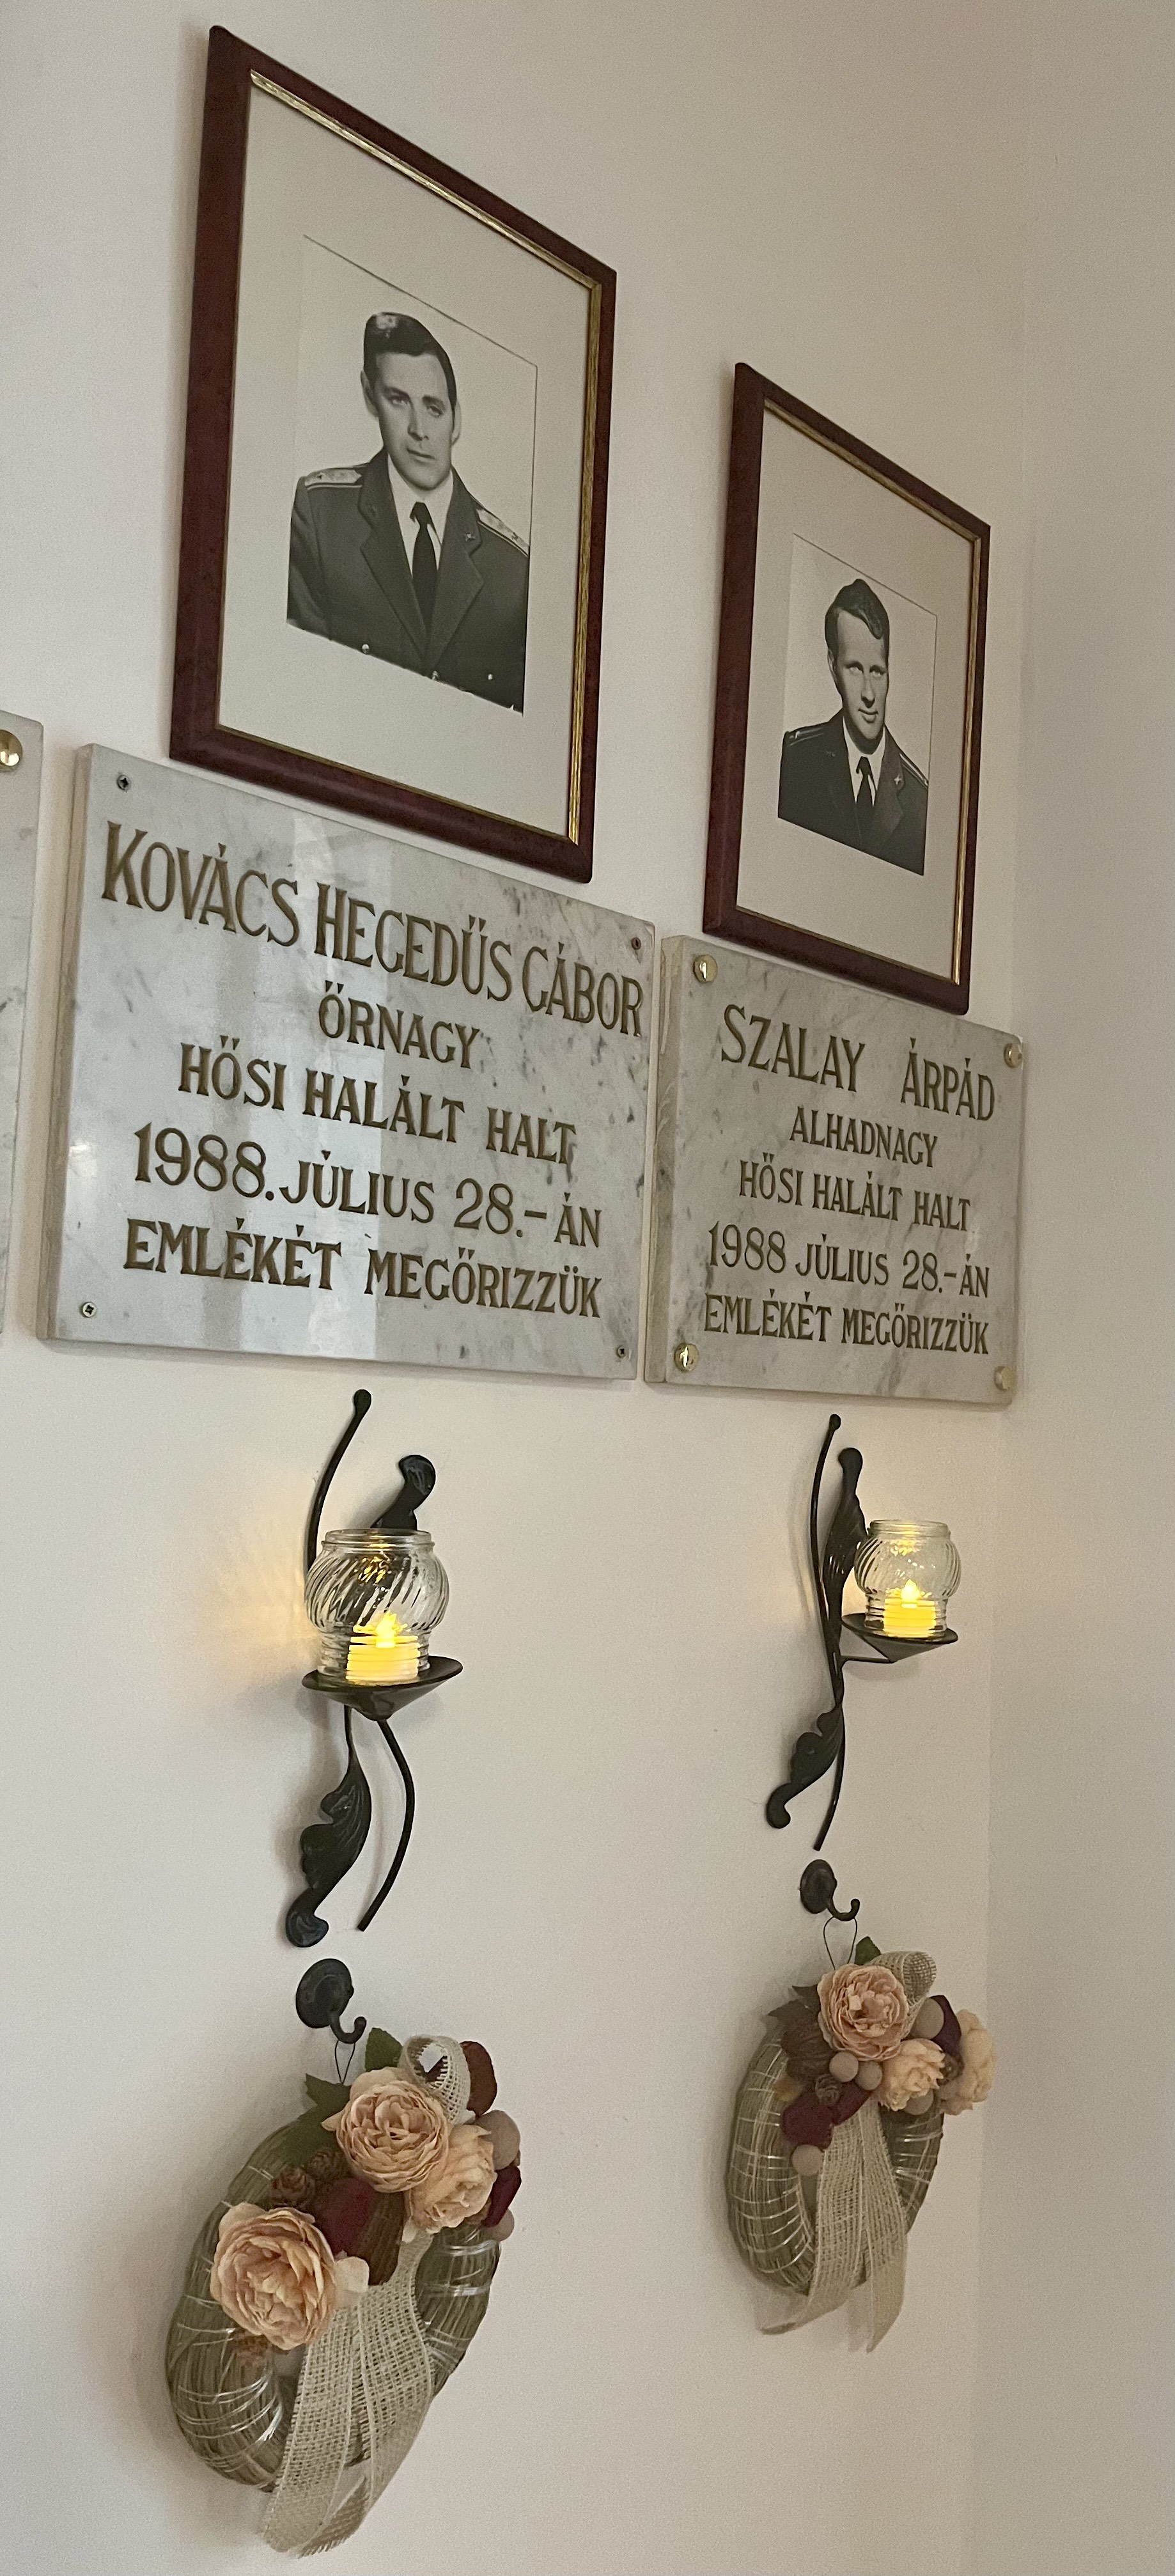 KOVÁCS HEGEDŰS GÁBOR
ŐRNAGY
HŐSI HALÁLT HALT
1988. JÚLIUS 28.-ÁN
EMLÉKÉT MEGŐRIZZÜK
SZALAY ÁRPÁD
ALHADNAGY
HŐSI HALÁLT HALT
1988 JÚLIUS 28.-ÁN
EMLÉKÉT MEGŐRIZZÜK